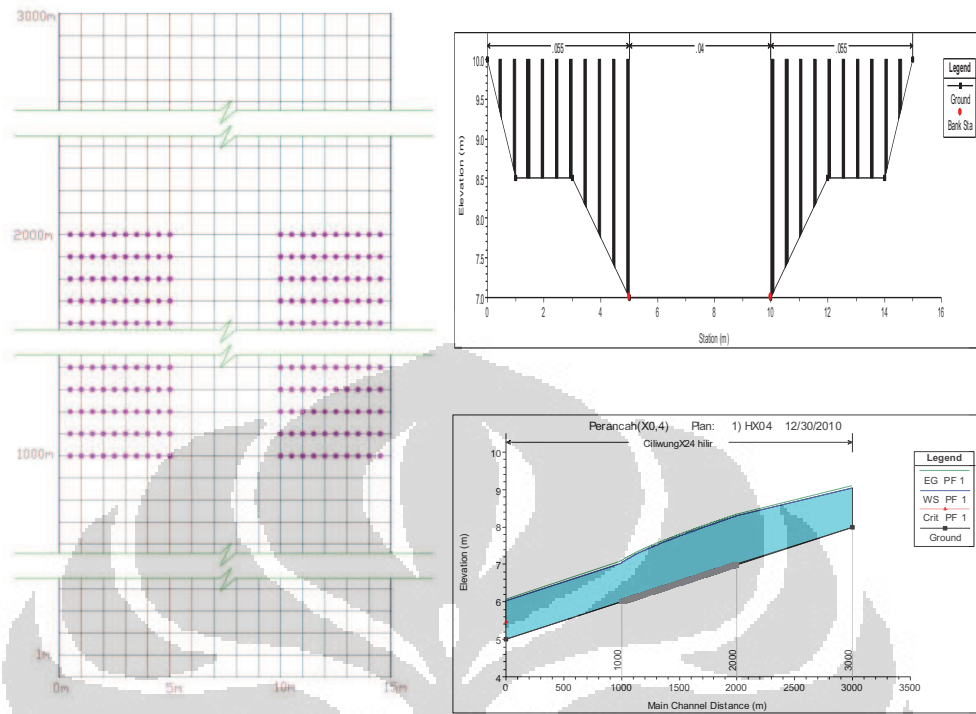 3000m
2000m
1000m
1m
0m 5m 10m 15m
.055 .04 .055
10.0
9.5
9.0
8.5
8.0
7.5
7.0
Elevation (m)
0 2 4 6 8 10 12 14 16
Station (m)
Legend
Ground
Bank Sta
Perancah(X0,4) Plan: 1) HX04 12/30/2010
CiliwungX24 hilir
10
9
8
7
6
5
4
Elevation (m)
1000
2000
3000
0 500 1000 1500 2000 2500 3000 3500
Main Channel Distance (m)
Legend
EG PF 1
WS PF 1
Crit PF 1
Ground